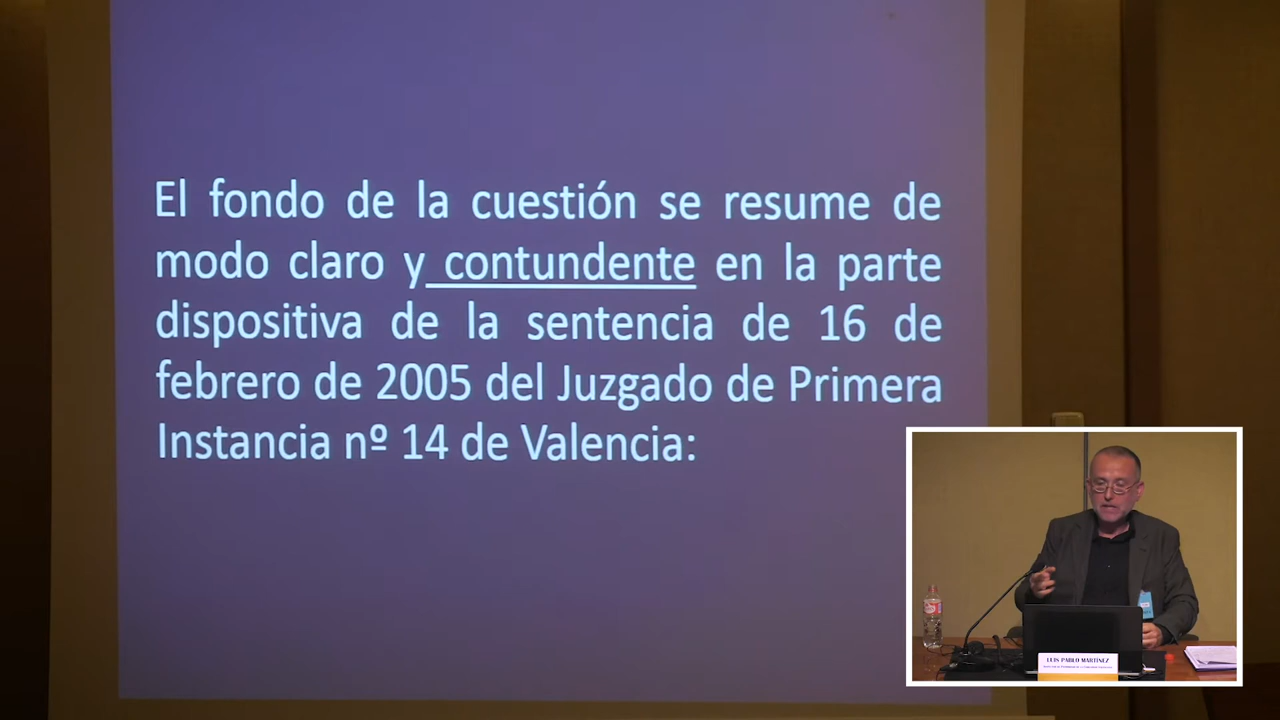 El fondo de la cuestión se resume de
modo claro y contundente en la parte
dispositiva de la sentencia de 16 de
febrero de 2005 del Juzgado de Primera
Instancia nº 14 de Valencia:
LUIS PABLO MARTÍNEZ